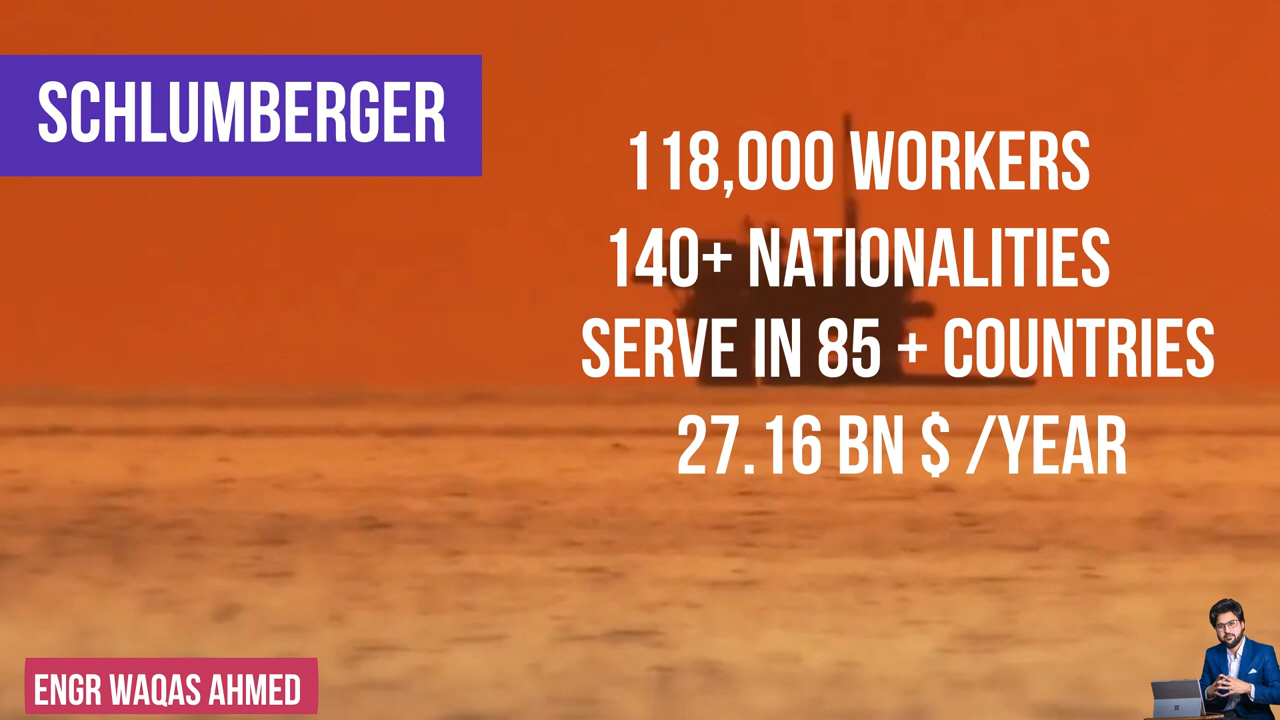 SCHLUMBERGER
118,000 WORKERS
140+ NATIONALITIES
SERVE IN 85 + COUNTRIES
27.16 BN $ /YEAR
ENGR WAQAS AHMED